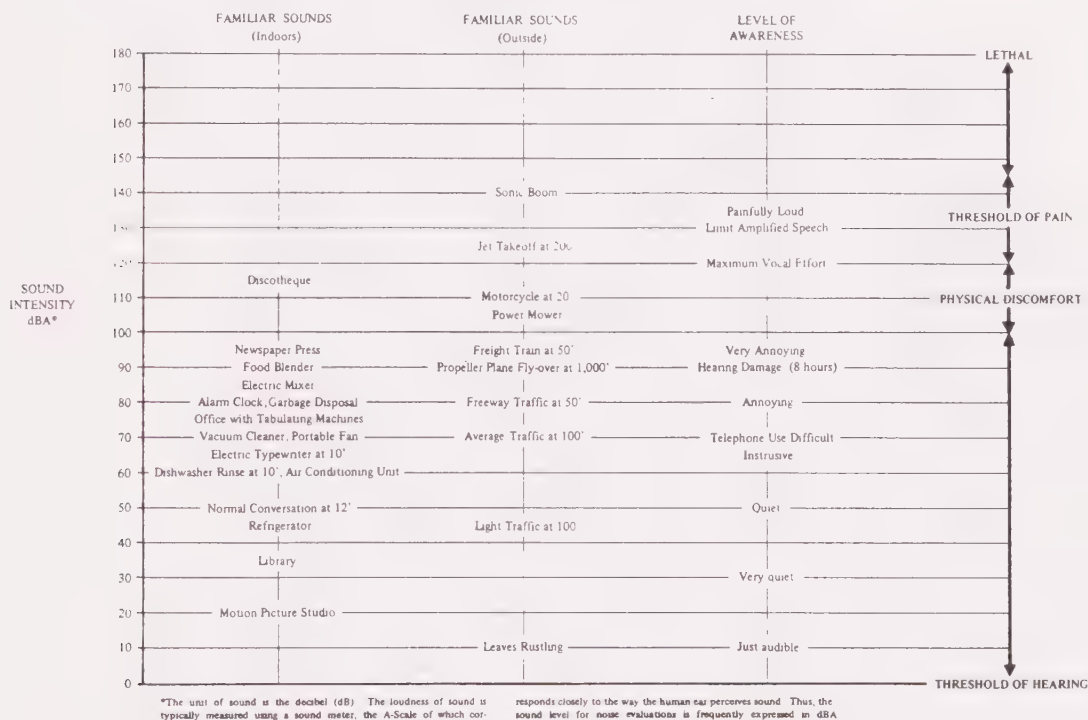 FAMILIAR SOUNDS
(Indoors)
FAMILIAR SOUNDS
(Outside)
LEVEL OF
AWARENESS
180
LETHAL
170
160
150
140
Sonic Boom
Painfully Loud
THRESHOLD OF PAIN
130
Limit Amplified Speech
Jet Takeoff at 200
120
Maximum Vocal Effort
Discotheque
SOUND
INTENSITY
dBA*
110
Motorcycle at 20
PHYSICAL DISCOMFORT
Power Mower
100
Newspaper Press
Freight Train at 50'
Very Annoying
90
Food Blender
Propeller Plane Fly-over at 1,000'
Hearing Damage (8 hours)
Electric Mixer
80
Alarm Clock, Garbage Disposal
Freeway Traffic at 50'
Annoying
Office with Tabulating Machines
70
Vacuum Cleaner, Portable Fan
Average Traffic at 100'
Telephone Use Difficult
Electric Typewriter at 10'
Instrusive
60
Dishwasher Rinse at 10', Air Conditioning Unit
50
Normal Conversation at 12'
Quiet
Refrigerator
Light Traffic at 100
40
Library
30
Very quiet
20
Motion Picture Studio
10
Leaves Rustling
Just audible
0
THRESHOLD OF HEARING
*The unit of sound is the decibel (dB) The loudness of sound is
typically measured using a sound meter, the A-Scale of which cor-
responds closely to the way the human ear perceives sound Thus, the
sound level for noise evaluations is frequently expressed in dBA